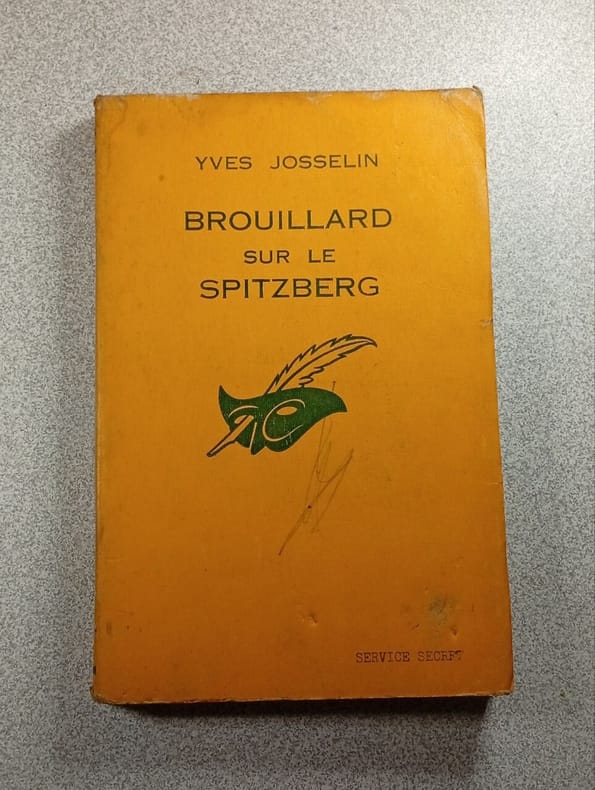 YVES JOSSELIN
BROUILLARD
SUR LE
SPITZBERG
SERVICE SECRET